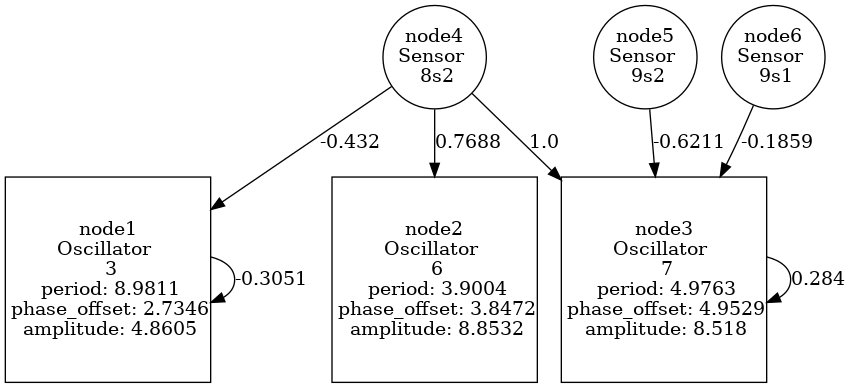 node4
Sensor
8s2
node5
Sensor
9s2
node6
Sensor
9s1
-0.432
0.7688
1.0
-0.6211
-0.1859
node1
Oscillator
3
period: 8.9811
phase_offset: 2.7346
amplitude: 4.8605
-0.3051
node2
Oscillator
6
period: 3.9004
phase_offset: 3.8472
amplitude: 8.8532
node3
Oscillator
7
period: 4.9763
phase_offset: 4.9529
amplitude: 8.518
0.284